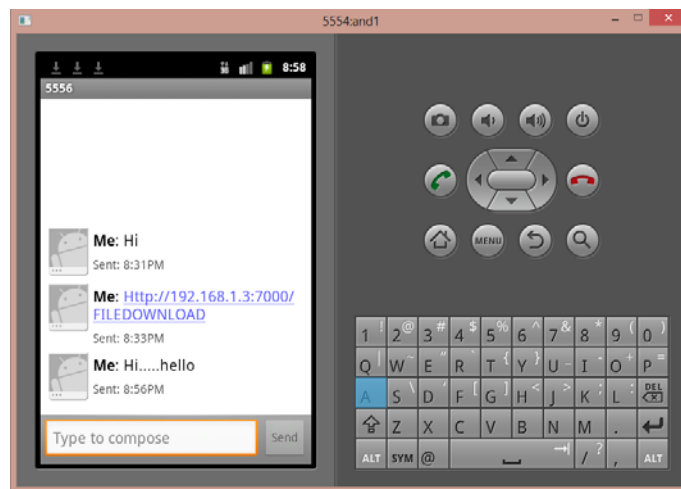 5554:and1
8:58
5556
Me: Hi
Sent: 8:31PM
Me: Http://192.168.1.3:7000/
FILEDOWNLOAD
Sent: 8:33PM
Me: Hi.....hello
Sent: 8:56PM
Type to compose
Send
MENU
1 ! 2 @ 3 # 4 $ 5 % 6 ^ 7 & 8 * 9 ( 0 )
Q | W ~ E " R ` T { Y } U _ I - O + P =
A S \ D ' F [ G ] H < J > K ; L : DEL
Z X C V B N M .
ALT SYM @ / ? , ALT